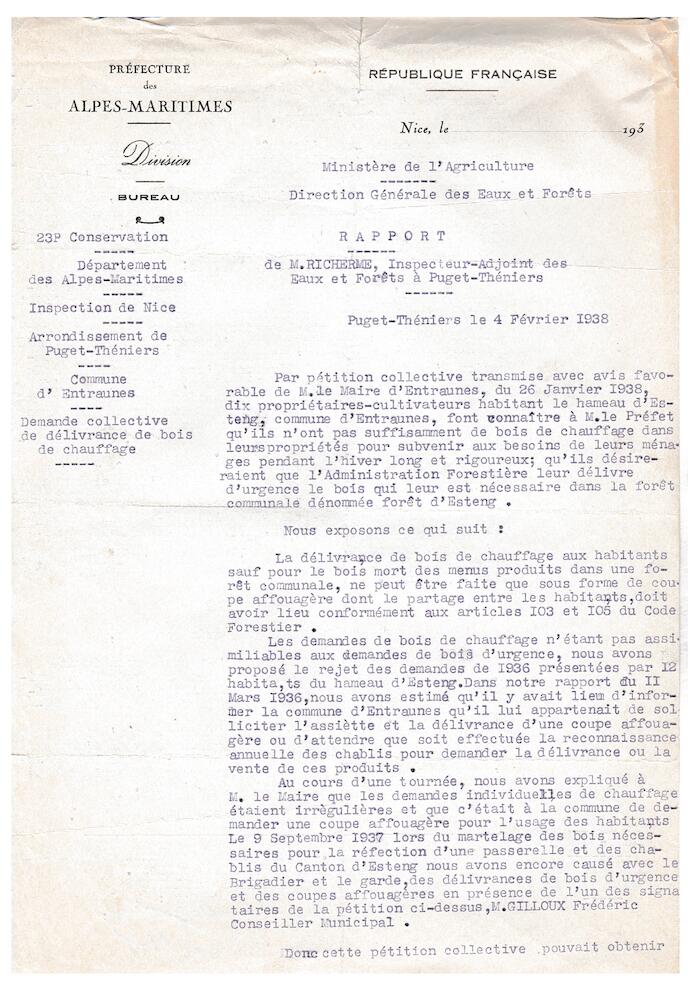 PRÉFECTURE
des
ALPES-MARITIMES
Division
BUREAU
23e Conservation
Département
des Alpes-Maritimes
Inspection de Nice
Arrondissement de
Puget-Théniers
Commune
d' Entraunes
Demande collective
de délivrance de bois
de chauffage
RÉPUBLIQUE FRANÇAISE
Nice, le 193
Ministère de l'Agriculture
Direction Générale des Eaux et Forêts
R A P P O R T
de M.RICHERME, Inspecteur-Adjoint des
Eaux et Forêts à Puget-Théniers
Puget-Théniers le 4 Février I938
Par pétition collective transmise avec avis favo-
rable de M.le Maire d'Entraunes, du 26 Janvier I938,
dix propriétaires-cultivateurs habitant le hameau d'Es-
teng, commune d'Entraunes, font connaître à M.le Préfet
qu'ils n'ont pas suffisamment de bois de chauffage dans
leurspropriétés pour subvenir aux besoins de leurs ména-
ges pendant l'hiver long et rigoureux; qu'ils désire-
raient que l'Administration Forestière leur délivre
d'urgence le bois qui leur est nécessaire dans la forêt
communale dénommée forêt d'Esteng .
Nous exposons ce qui suit :
La délivrance de bois de chauffage aux habitants
sauf pour le bois mort des menus produits dans une fo-
rêt communale, ne peut être faite que sous forme de cou-
pe affouagère dont le partage entre les habitants,doit
avoir lieu conformément aux articles I03 et I05 du Code
Forestier .
Les demandes de bois de chauffage n'étant pas assi-
miliables aux demandes de bois d'urgence, nous avons
proposé le rejet des demandes de I936 présentées par I2
habita,ts du hameau d'Esteng.Dans notre rapport du II
Mars I936,nous avons estimé qu'il y avait lieu d'infor-
mer la commune d'Entraunes qu'il lui appartenait de sol-
liciter l'assiètte et la délivrance d'une coupe affoua-
gère ou d'attendre que soit effectuée la reconnaissance
annuelle des chablis pour demander la délivrance ou la
vente de ces produits .
Au cours d'une tournée, nous avons expliqué à
M. le Maire que les demandes individuelles de chauffage
étaient irrègulières et que c'était à la commune de de-
mander une coupe affouagère pour l'usage des habitants
Le 9 Septembre I937 lors du martelage des bois néces-
saires pour la réfection d'une passerelle et des cha-
blis du Canton d'Esteng nous avons encore causé avec le
Brigadier et le garde,des délivrances de bois d'urgence
et des coupes affouagères en présence de l'un des signa
taires de la pétition ci-dessus,M.GILLOUX Frédéric
Conseiller Municipal .
Donc cette pétition collective pouvait obtenir